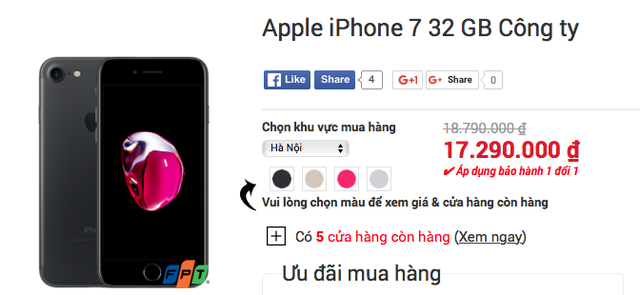 Apple iPhone 7 32 GB Công ty
Like Share 4 G+1 G+ Share 0
Chọn khu vực mua hàng
Hà Nội
18.790.000 ₫
17.290.000 ₫
✔ Áp dụng bảo hành 1 đổi 1
Vui lòng chọn màu để xem giá & cửa hàng còn hàng
Có 5 cửa hàng còn hàng (Xem ngay)
Ưu đãi mua hàng
FPT